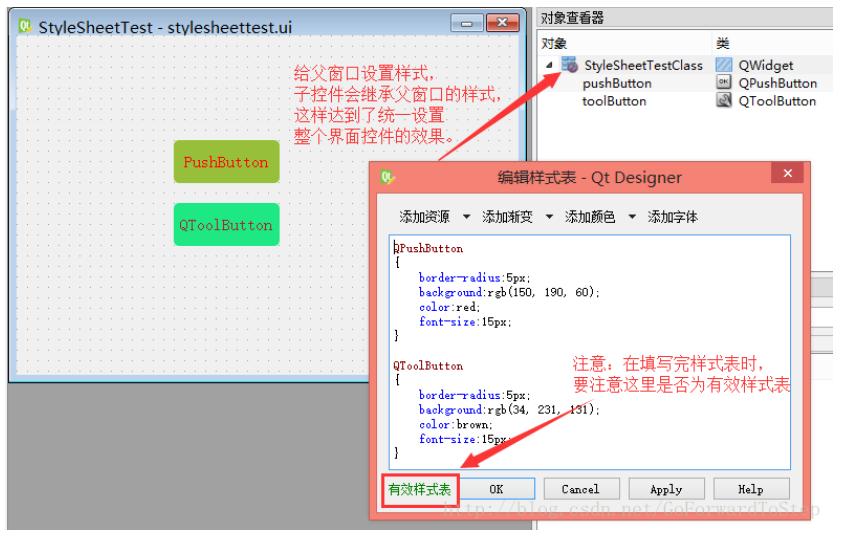 StyleSheetTest - stylesheettest.ui
给父窗口设置样式，
子控件会继承父窗口的样式，
这样达到了统一设置
整个界面控件的效果。
PushButton
QToolButton
对象查看器
对象 类
StyleSheetTestClass QWidget
pushButton QPushButton
toolButton QToolButton
编辑样式表 - Qt Designer
添加资源 添加渐变 添加颜色 添加字体
QPushButton
{
border-radius:5px;
background:rgb(150, 190, 60);
color:red;
font-size:15px;
}
QToolButton
{
border-radius:5px;
background:rgb(34, 231, 131);
color:brown;
font-size:15px;
}
注意：在填写完样式表时，
要注意这里是否为有效样式表
有效样式表 OK Cancel Apply Help
http://blog.csdn.net/GoForwardToStep